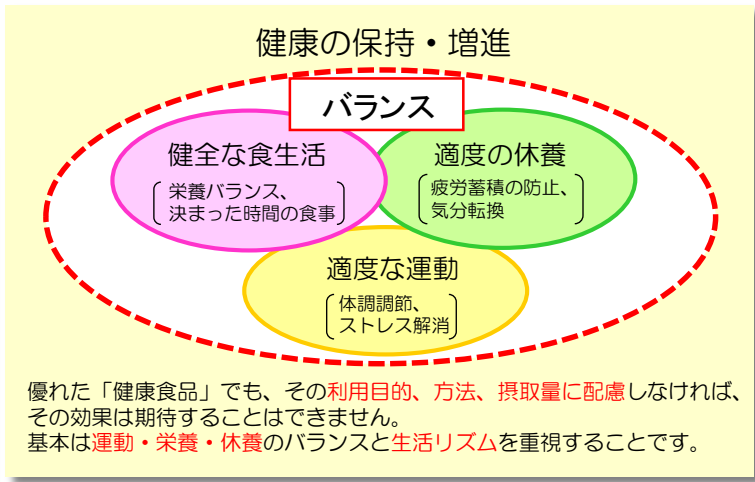 健康の保持・増進
バランス
健全な食生活
栄養バランス、
決まった時間の食事
適度の休養
疲労蓄積の防止、
気分転換
適度な運動
体調調節、
ストレス解消
優れた「健康食品」でも、その利用目的、方法、摂取量に配慮しなければ、
その効果は期待することはできません。
基本は運動・栄養・休養のバランスと生活リズムを重視することです。